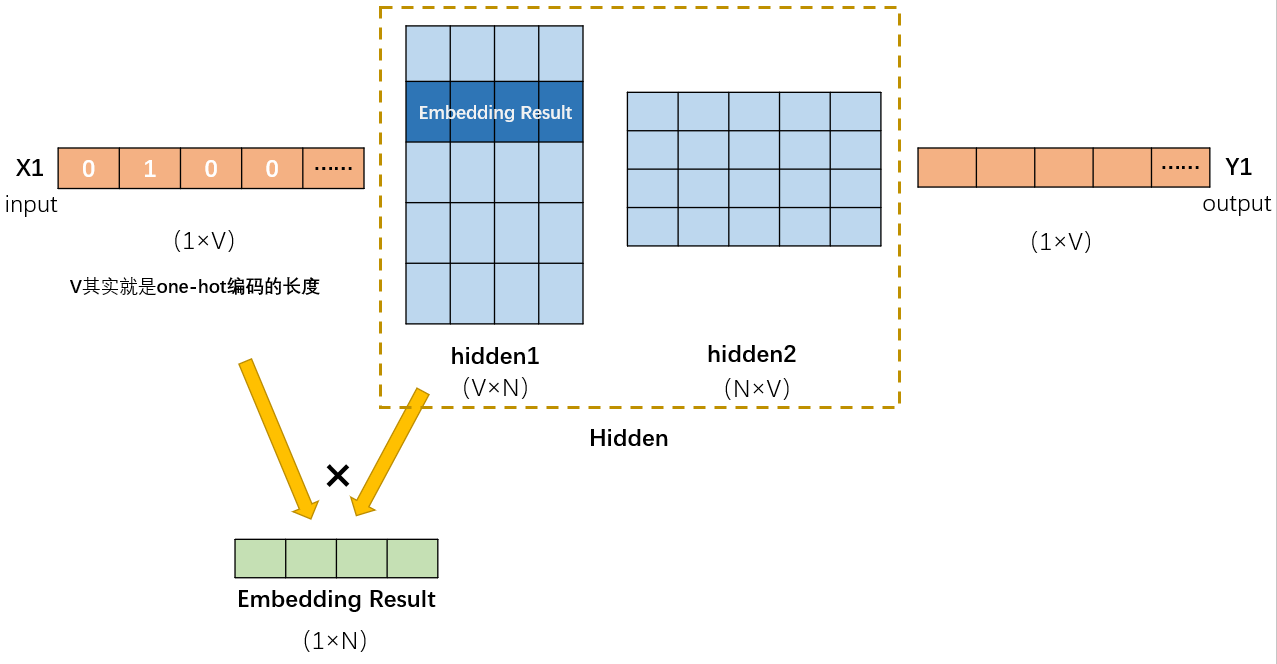 Embedding Result
X1
0
1
0
0
······
input
(1×V)
V其实就是one-hot编码的长度
hidden1
(V×N)
hidden2
(N×V)
Hidden
······
Y1
output
(1×V)
×
Embedding Result
(1×N)